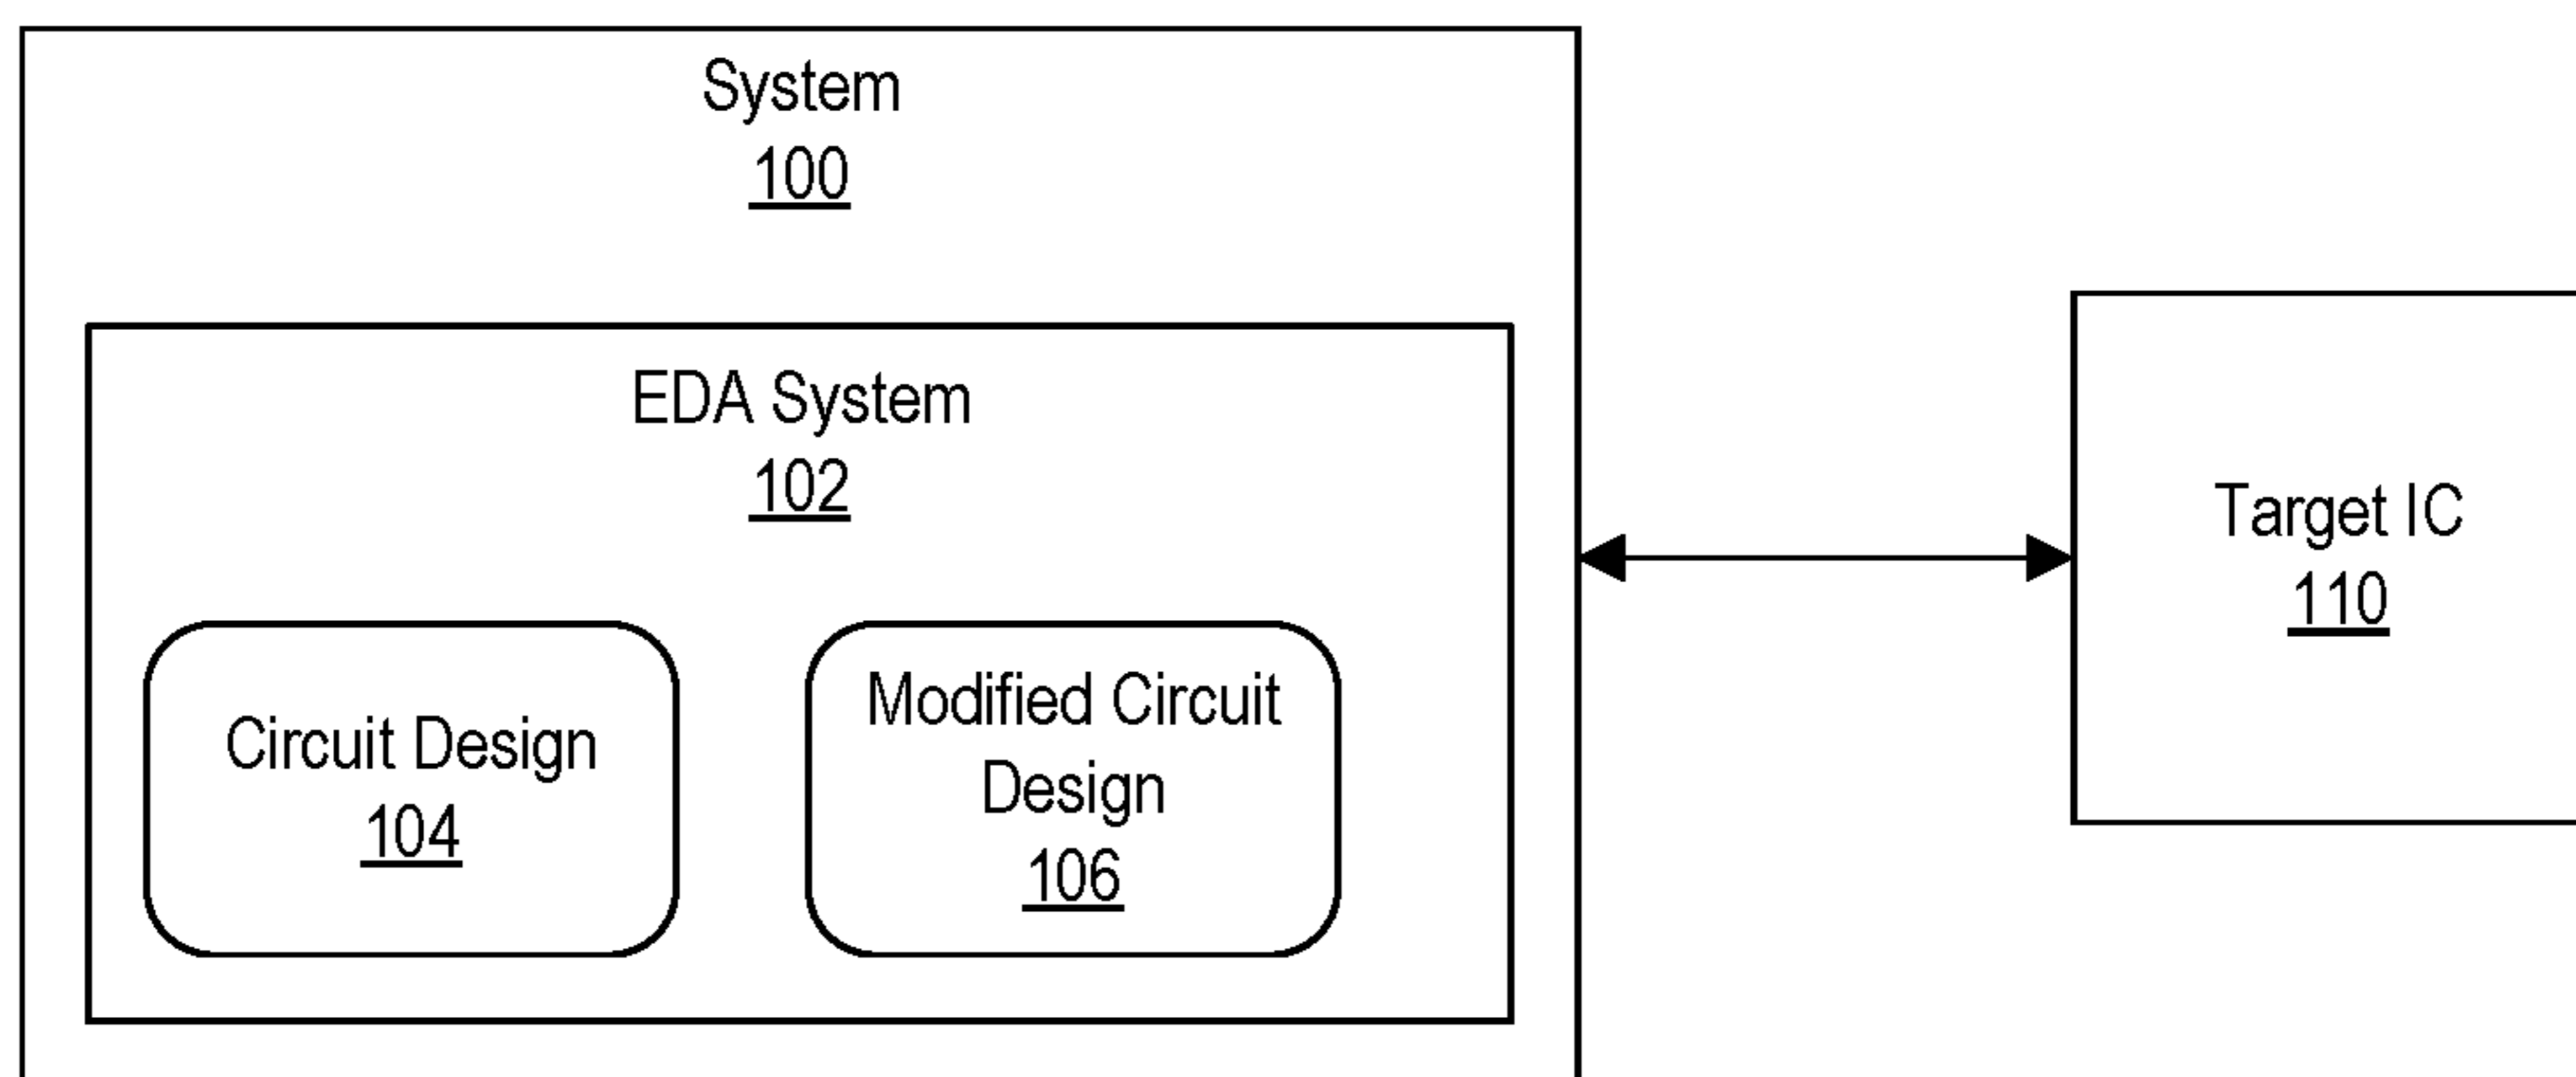 System
100
EDA System
102
Circuit Design
104
Modified Circuit
Design
106
Target IC
110